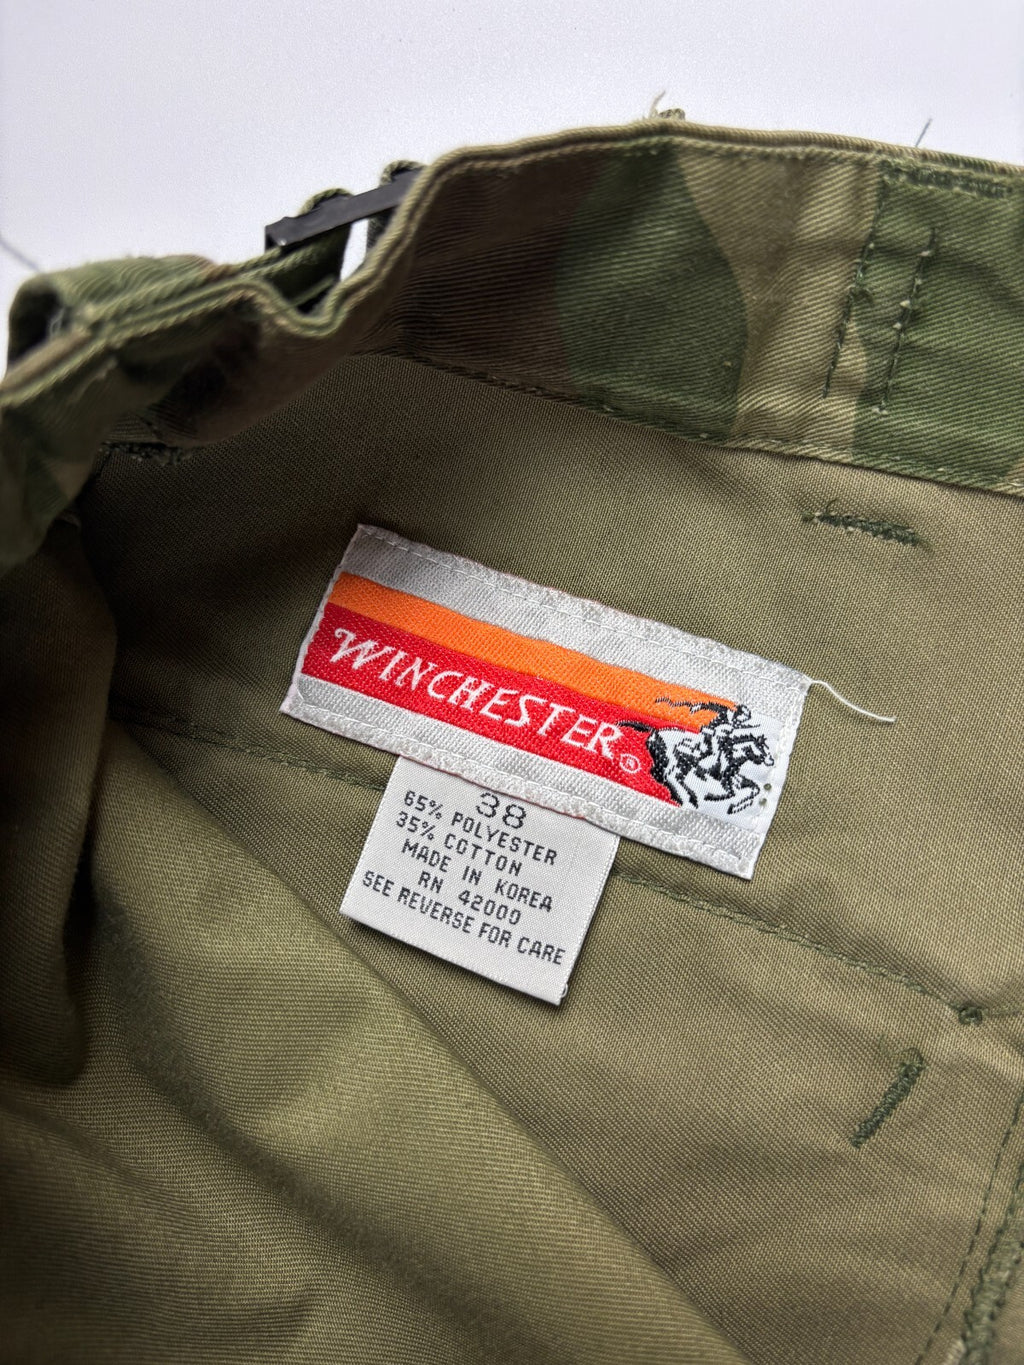 WINCHESTER®
38
65% POLYESTER
35% COTTON
MADE IN KOREA
RN 42000
SEE REVERSE FOR CARE